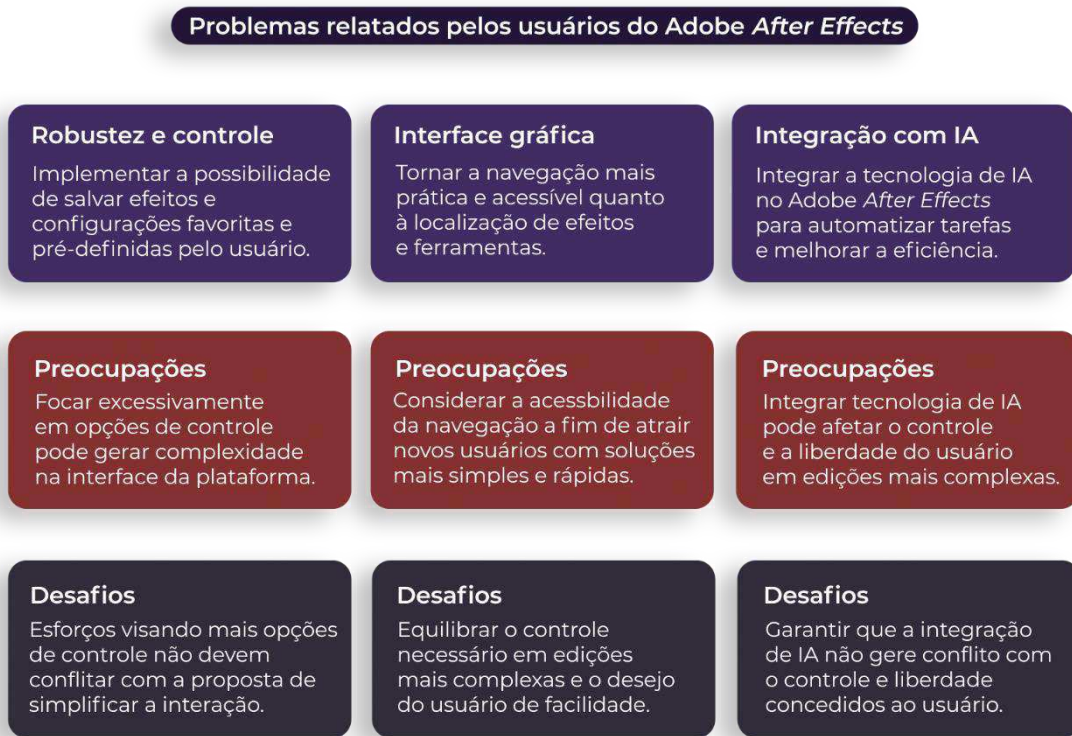 Problemas relatados pelos usuários do Adobe After Effects
Robustez e controle
Implementar a possibilidade
de salvar efeitos e
configurações favoritas e
pré-definidas pelo usuário.
Interface gráfica
Tornar a navegação mais
prática e acessível quanto
à localização de efeitos
e ferramentas.
Integração com IA
Integrar a tecnologia de IA
no Adobe After Effects
para automatizar tarefas
e melhorar a eficiência.
Preocupações
Focar excessivamente
em opções de controle
pode gerar complexidade
na interface da plataforma.
Preocupações
Considerar a acessbilidade
da navegação a fim de atrair
novos usuários com soluções
mais simples e rápidas.
Preocupações
Integrar tecnologia de IA
pode afetar o controle
e a liberdade do usuário
em edições mais complexas.
Desafios
Esforços visando mais opções
de controle não devem
conflitar com a proposta de
simplificar a interação.
Desafios
Equilibrar o controle
necessário em edições
mais complexas e o desejo
do usuário de facilidade.
Desafios
Garantir que a integração
de IA não gere conflito com
o controle e liberdade
concedidos ao usuário.